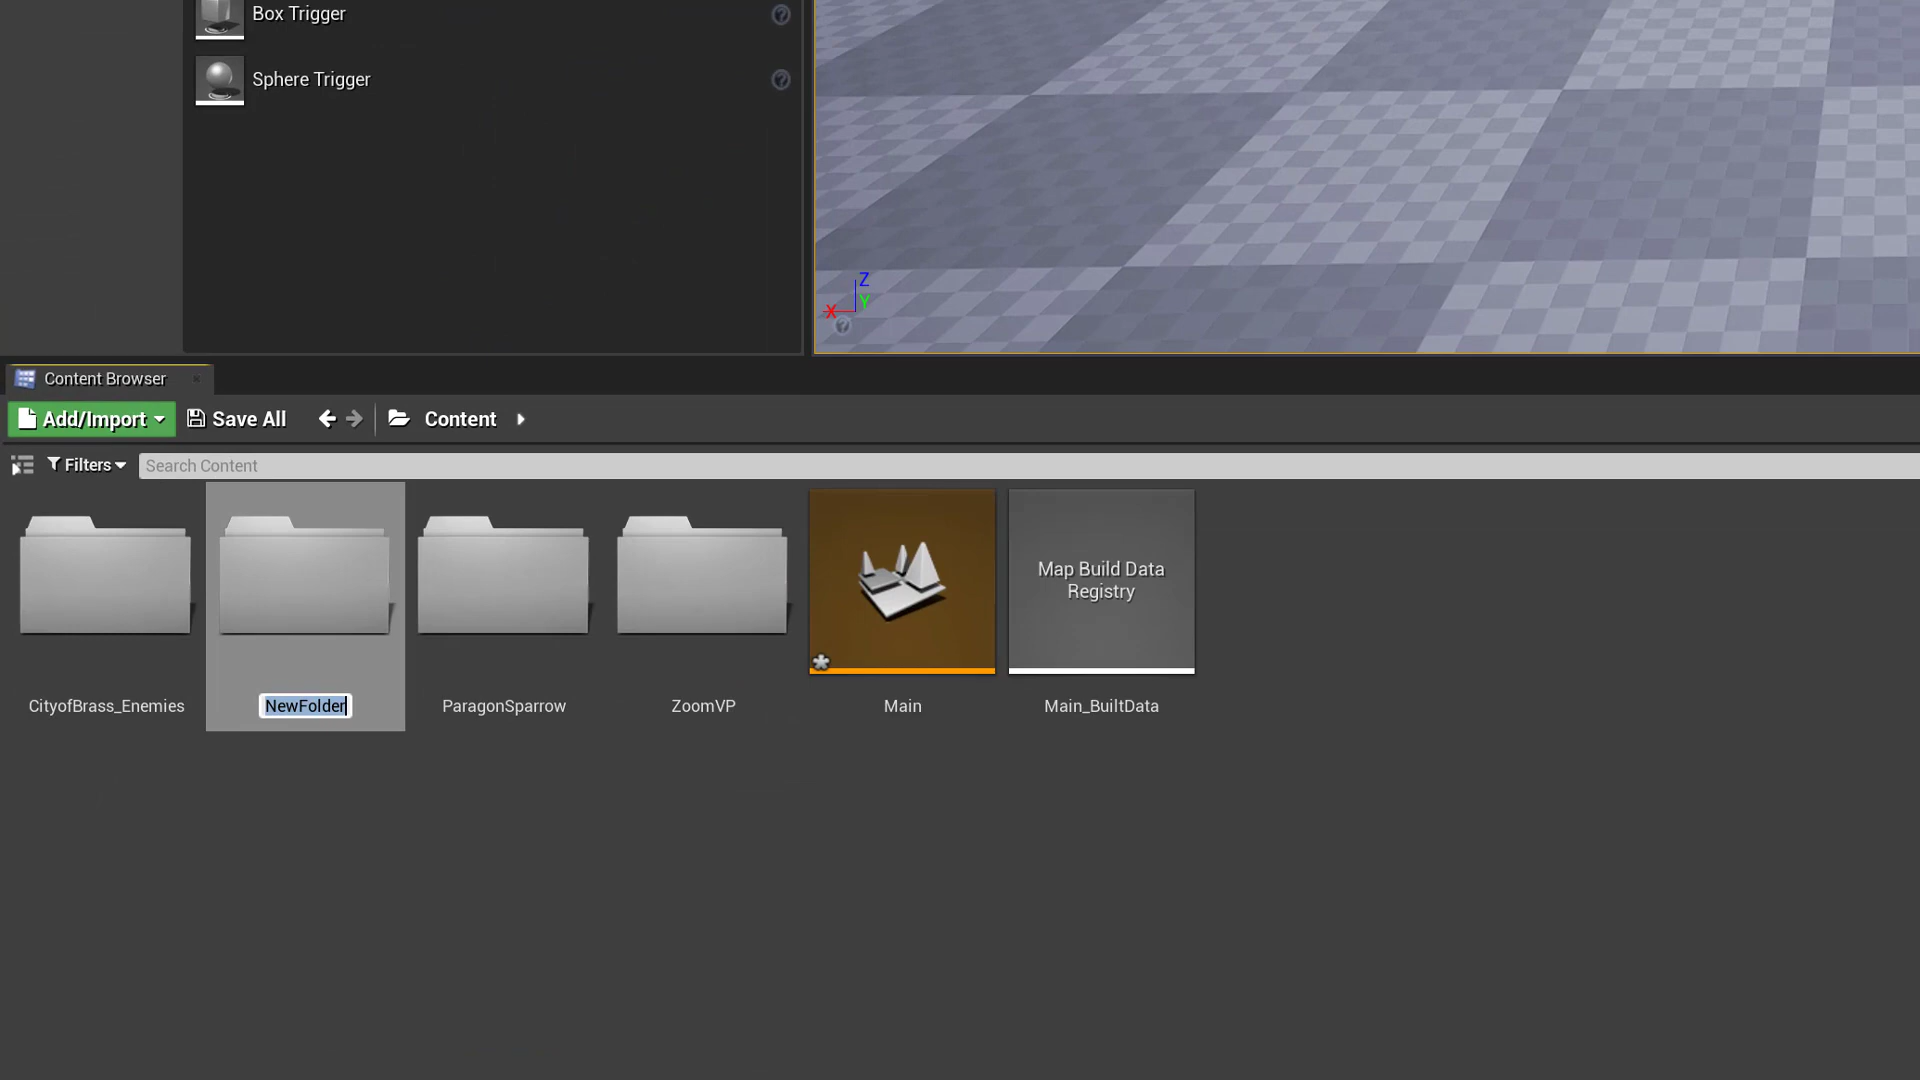 Box Trigger
Sphere Trigger
Z
Y
X
Content Browser
Add/Import
Save All
Content
Filters
Search Content
Map Build Data
Registry
CityofBrass_Enemies
NewFolder
ParagonSparrow
ZoomVP
Main
Main_BuiltData